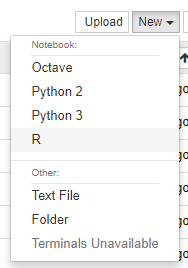 Upload New
Notebook:
Octave
Python 2
Python 3
R
Other:
Text File
Folder
Terminals Unavailable